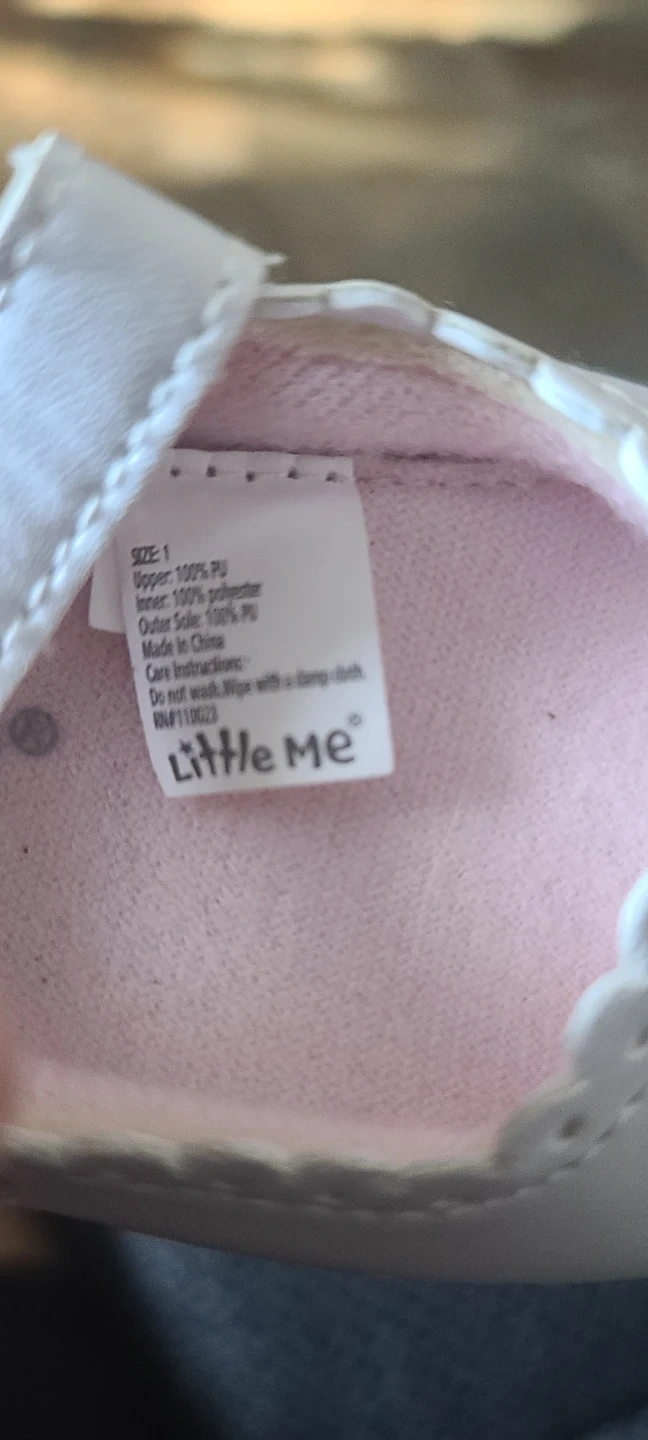 SIZE: 1
Upper: 100% PU
Inner: 100% polyester
Outer Sole: 100% PU
Made In China
Care Instructions:
Do not wash.Wipe with a damp cloth.
RN#110023
Little Me®